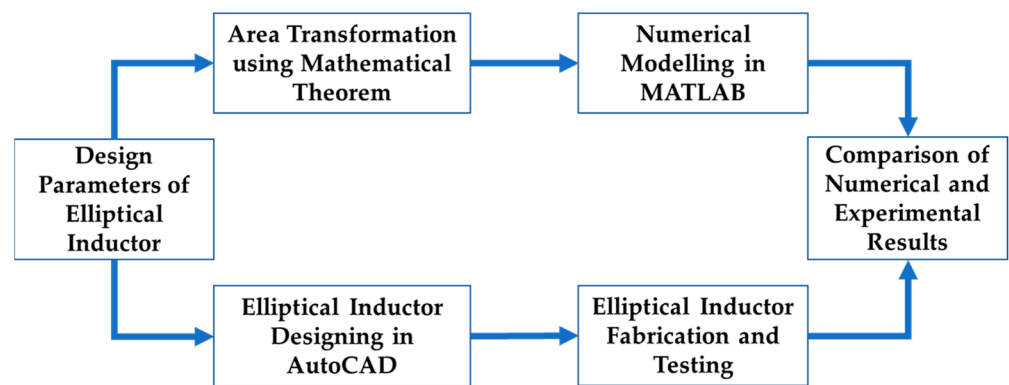 Area Transformation
using Mathematical
Theorem
Numerical
Modelling in
MATLAB
Design
Parameters of
Elliptical
Inductor
Comparison of
Numerical and
Experimental
Results
Elliptical Inductor
Designing in
AutoCAD
Elliptical Inductor
Fabrication and
Testing